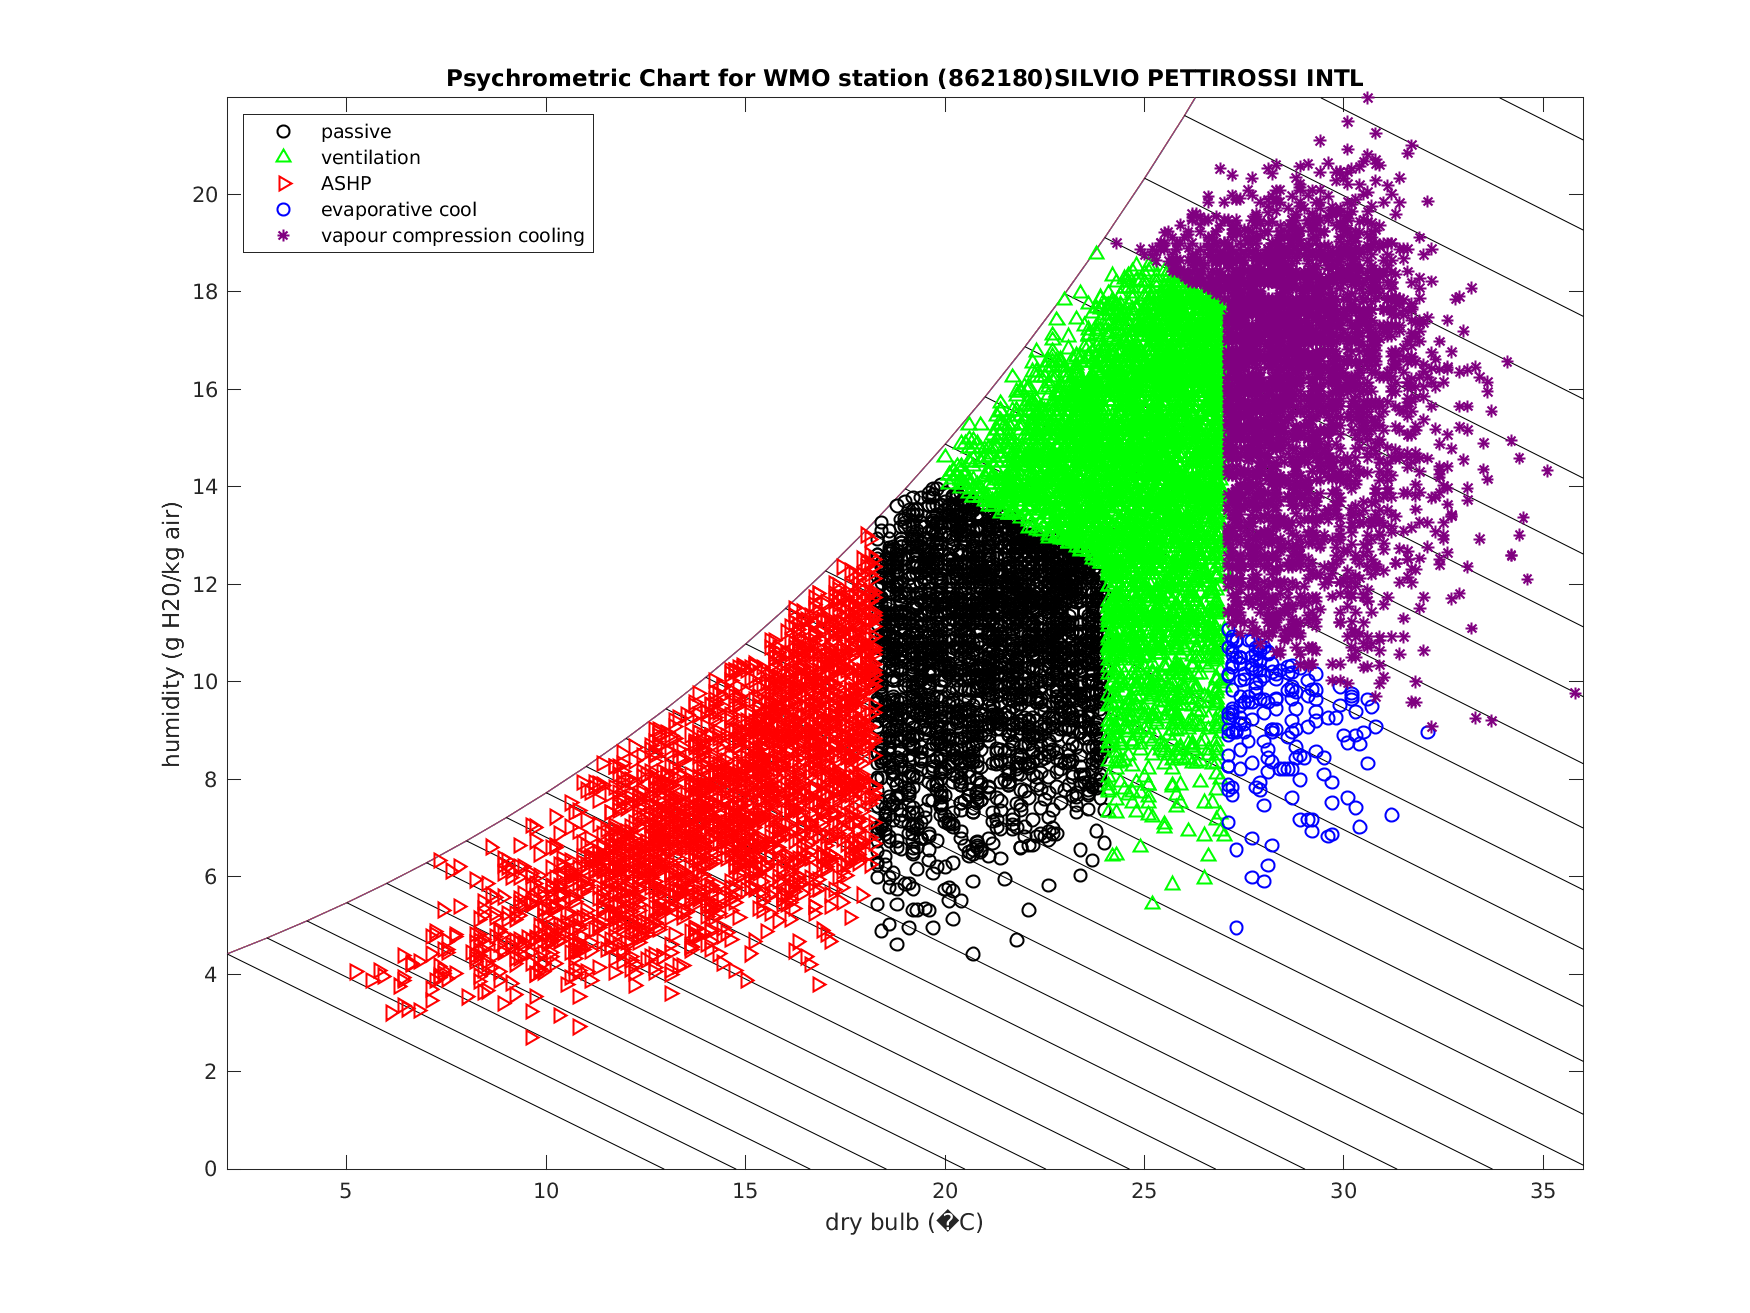 Psychrometric Chart for WMO station (862180)SILVIO PETTIROSSI INTL
passive
ventilation
ASHP
evaporative cool
vapour compression cooling
humidity (g H20/kg air)
20
18
16
14
12
10
8
6
4
2
0
5 10 15 20 25 30 35
dry bulb (�C)